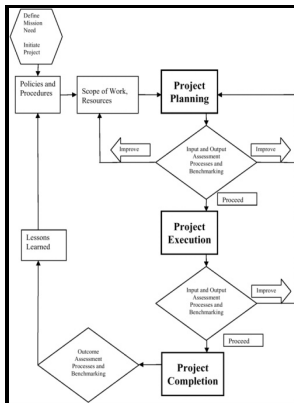 Define
Mission
Need
Initiate
Project
Policies and
Procedures
Scope of Work,
Resources
Project
Planning
Improve
Input and Output
Assessment
Processes and
Benchmarking
Improve
Proceed
Project
Execution
Lessons
Learned
Input and Output
Assessment
Processes and
Benchmarking
Improve
Proceed
Outcome
Assessment
Processes and
Benchmarking
Project
Completion